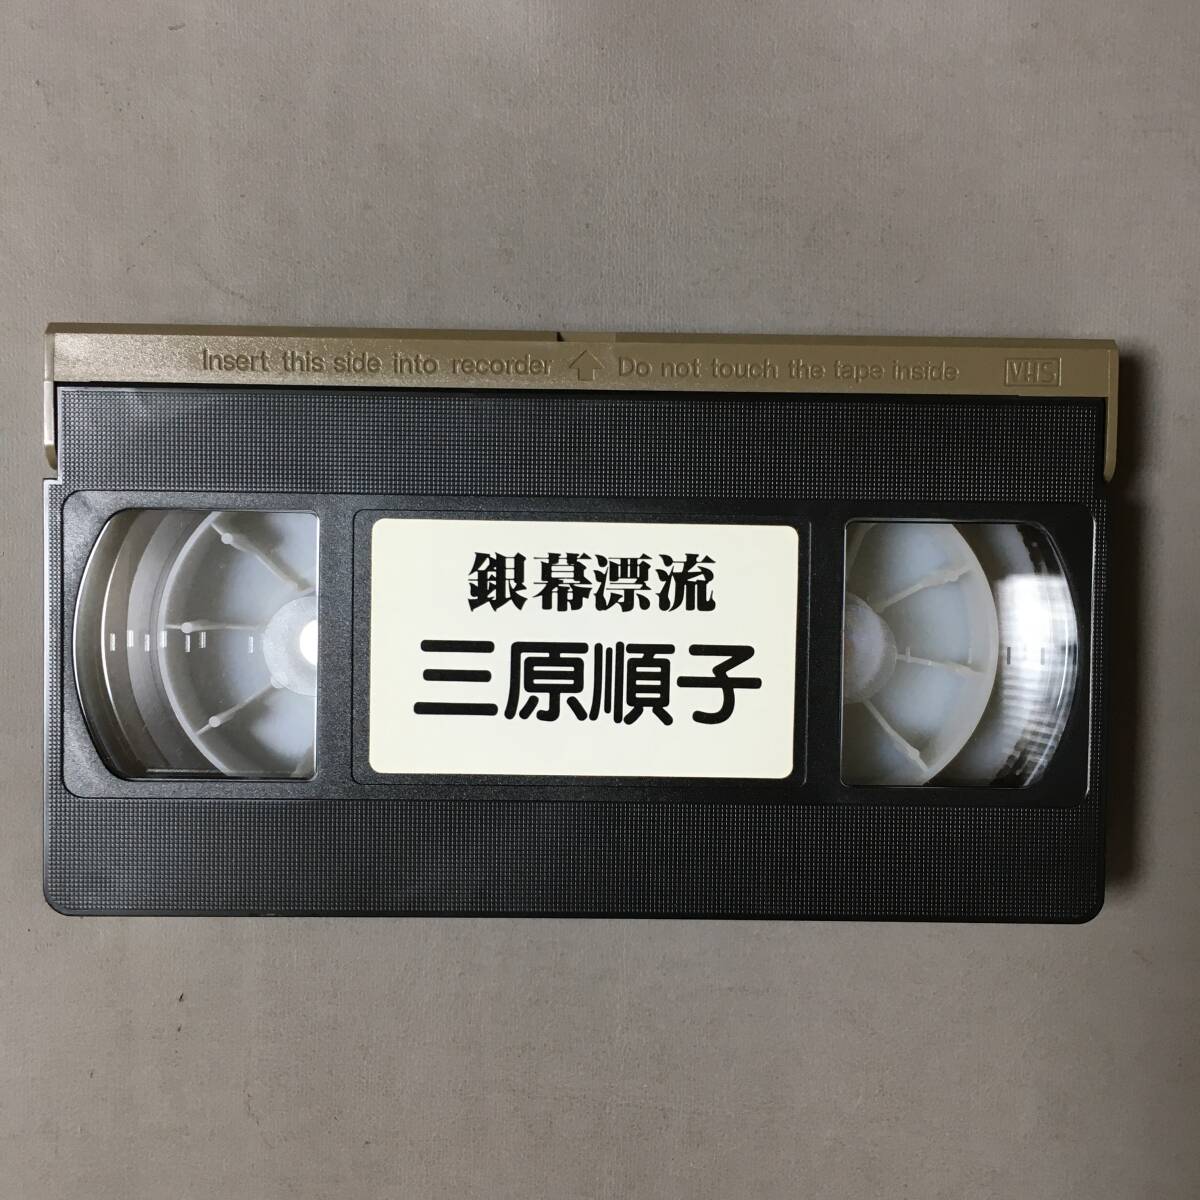 Insert this side into recorder ⇧ Do not touch the tape inside VHS
銀幕漂流
三原順子